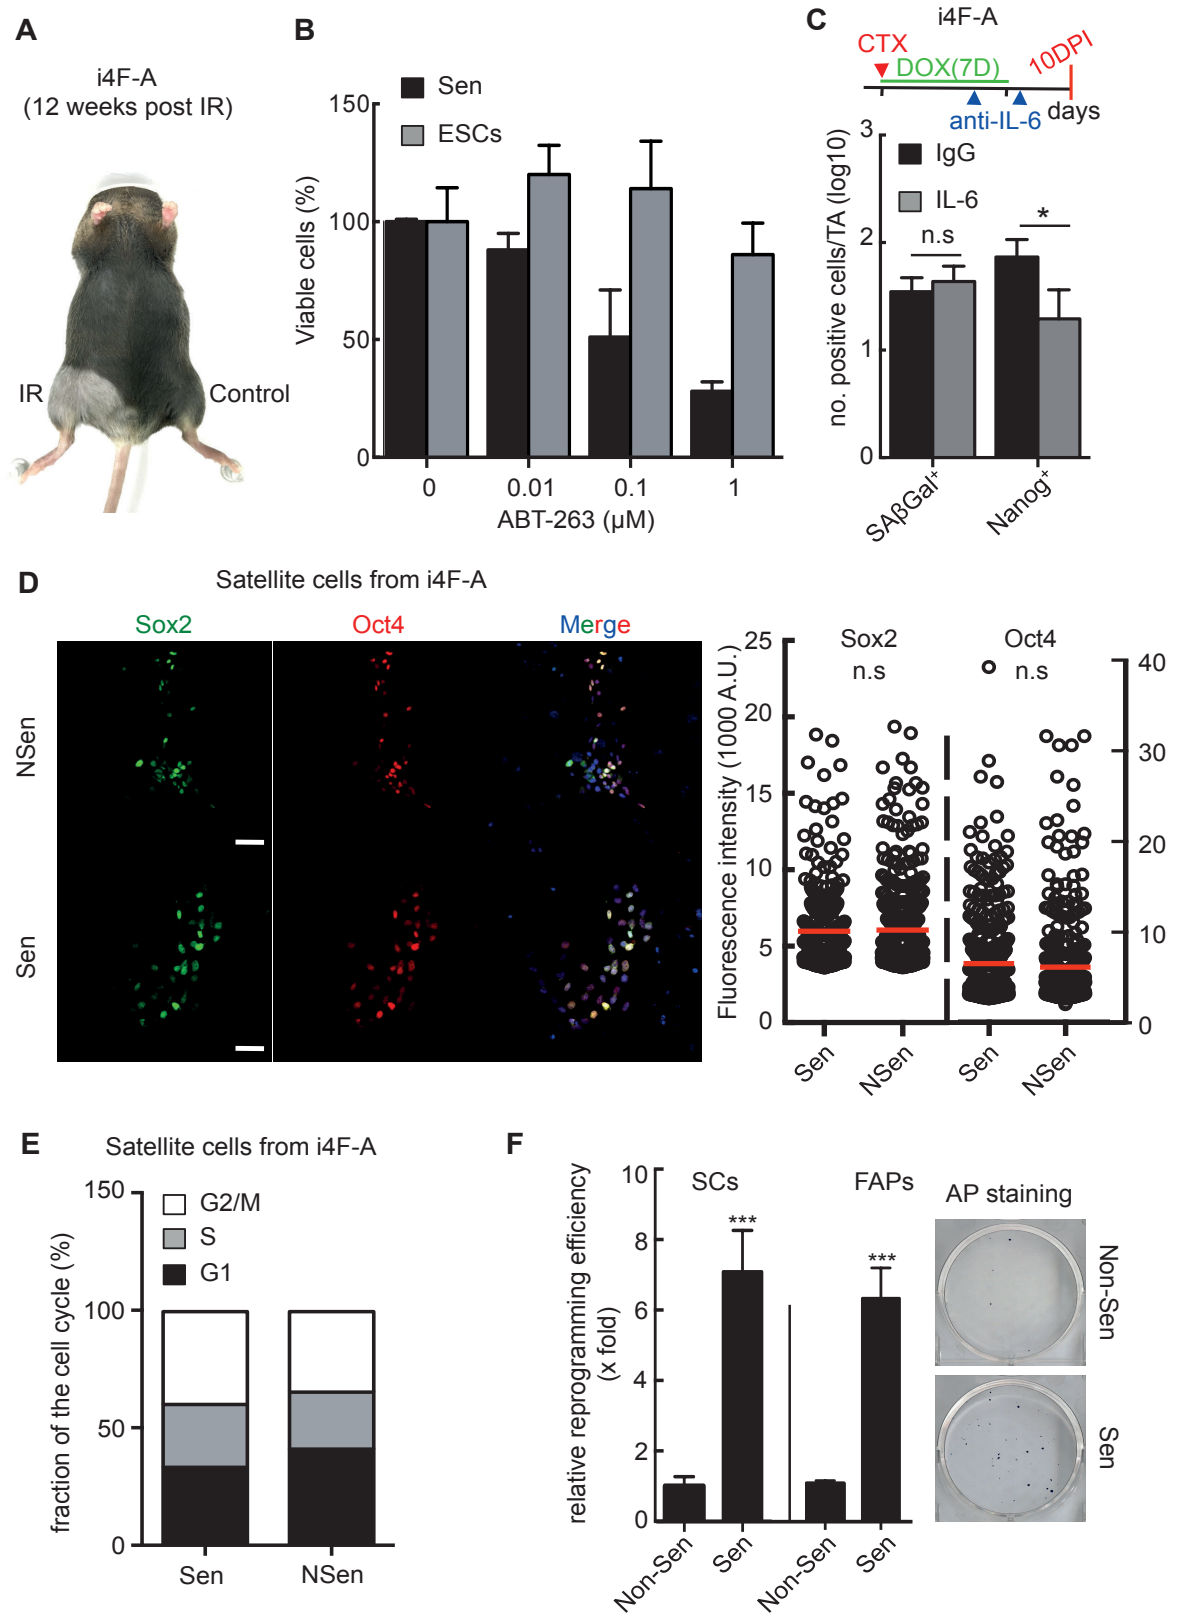 A
i4F-A
(12 weeks post IR)
IR
Control
B
Sen
ESCs
Viable cells (%)
150
100
50
0
0
0.01
0.1
1
ABT-263 (µM)
C
i4F-A
CTX
DOX(7D)
10DPI
anti-IL-6
days
no. positive cells/TA (log10)
3
2
1
0
IgG
IL-6
n.s
*
SAβGal⁺
Nanog⁺
D
Satellite cells from i4F-A
Sox2
Oct4
Merge
NSen
Sen
Fluorescence intensity (1000 A.U.)
25
20
15
10
5
0
Sox2
n.s
Oct4
n.s
40
30
20
10
0
Sen
NSen
Sen
NSen
E
Satellite cells from i4F-A
fraction of the cell cycle (%)
150
100
50
0
G2/M
S
G1
Sen
NSen
F
relative reprogramming efficiency
(x fold)
10
8
6
4
2
0
SCs
FAPs
***
***
Non-Sen
Sen
Non-Sen
Sen
AP staining
Non-Sen
Sen